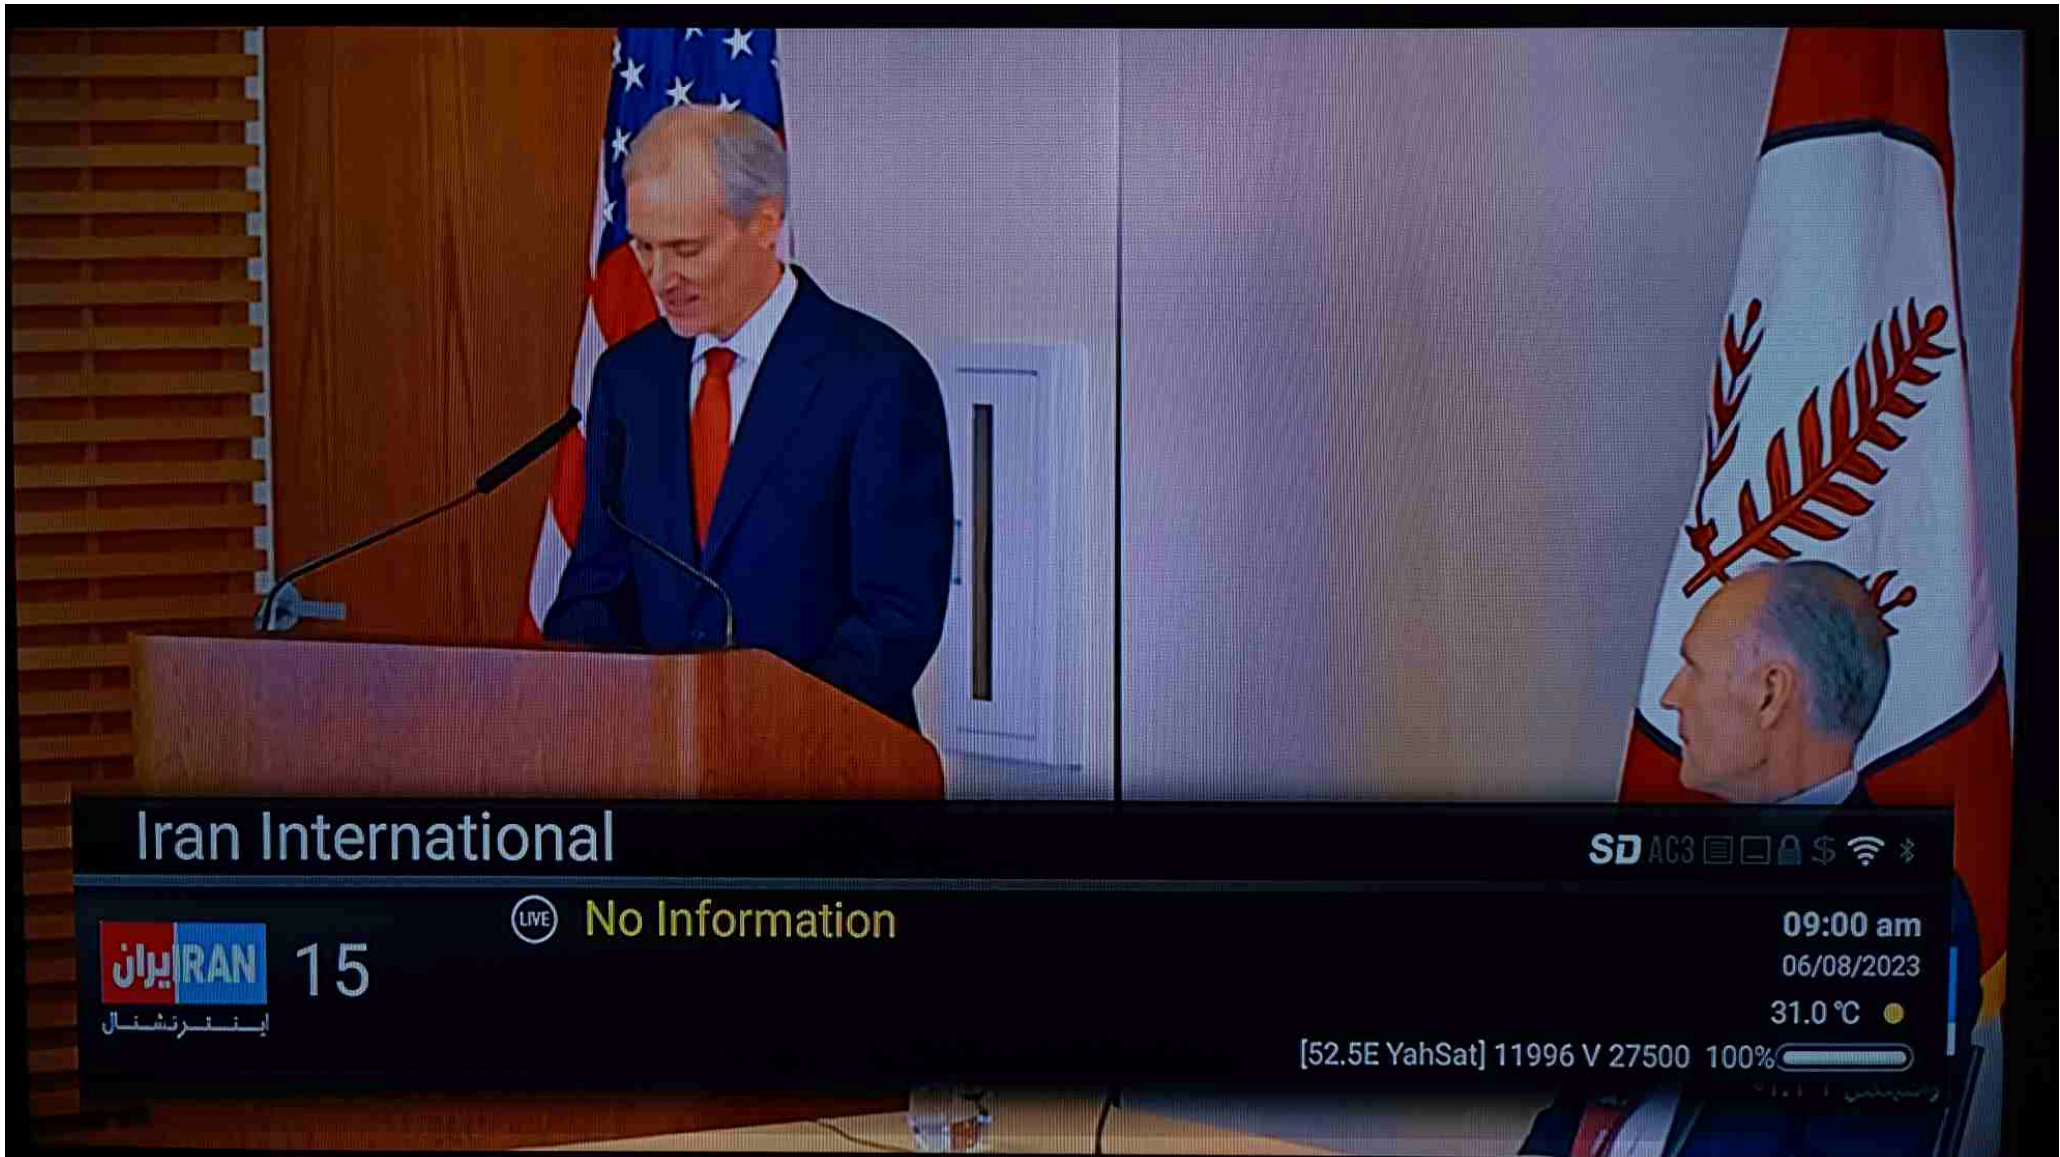 Iran International
SD AC3 $
LIVE No Information
ایران IRAN
اینترنشنال
15
09:00 am
06/08/2023
31.0 °C
[52.5E YahSat] 11996 V 27500 100%